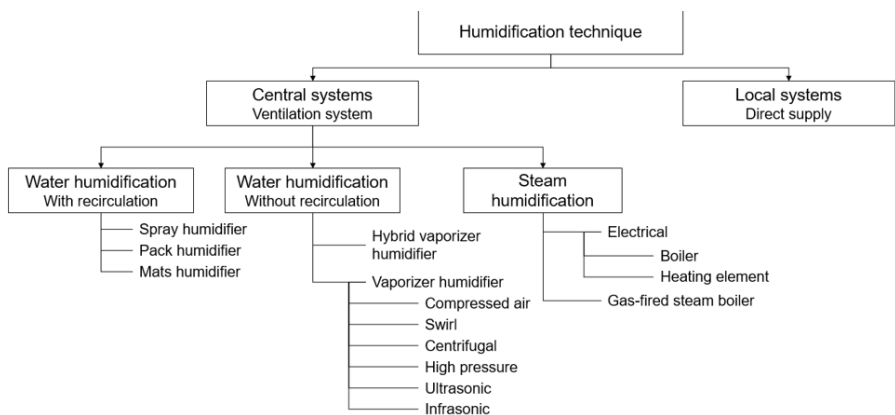 Humidification technique
Central systems
Ventilation system
Local systems
Direct supply
Water humidification
With recirculation
Water humidification
Without recirculation
Steam
humidification
Spray humidifier
Pack humidifier
Mats humidifier
Hybrid vaporizer
humidifier
Vaporizer humidifier
Compressed air
Swirl
Centrifugal
High pressure
Ultrasonic
Infrasonic
Electrical
Boiler
Heating element
Gas-fired steam boiler